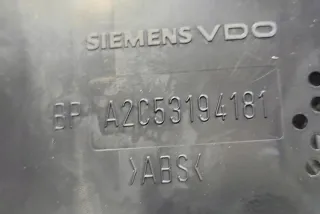 SIEMENS VDO
BP A2C53194181
>ABS<